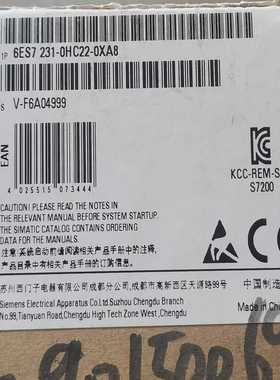 1P 6ES7 231-0HC22-0XA8
S V-F6A04999
EAN
4 025515 073444
KCC-REM-S
S7200
NOTE
CAUTION! PLEASE READ THE NOTES IN
THE RELEVANT MANUAL BEFORE SYSTEM STARTUP.
THE SIMATIC CATALOG CONTAINS AN OVERVIEW
OF THE MANUALS.
注意:系统启动前请阅读相关产品手册中的注
产品目录中有相关产品手册的订购信息。
苏州西门子电器有限公司成都分公司,成都市高新西区天源路99号
中国制造
Siemens Electrical Apparatus Co.Ltd.Suzhou Chengdu Branch
No.99,Tianyuan Road,Chengdu High Tech Zone West,Chengdu
Made in C